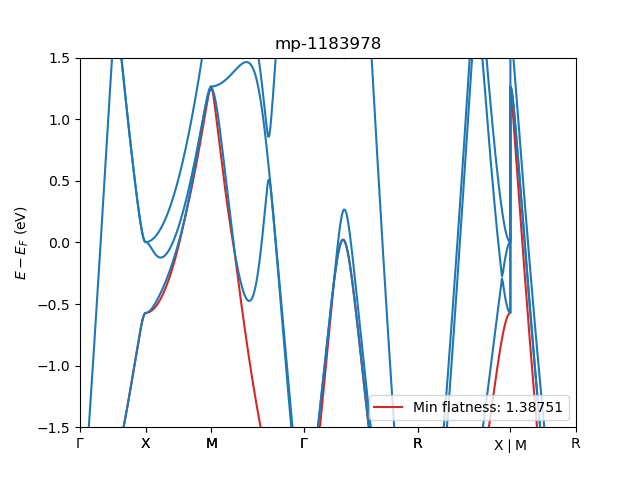 mp-1183978
E − E_F (eV)
1.5
1.0
0.5
0.0
−0.5
−1.0
−1.5
Min flatness: 1.38751
Γ X M Γ R X | M R